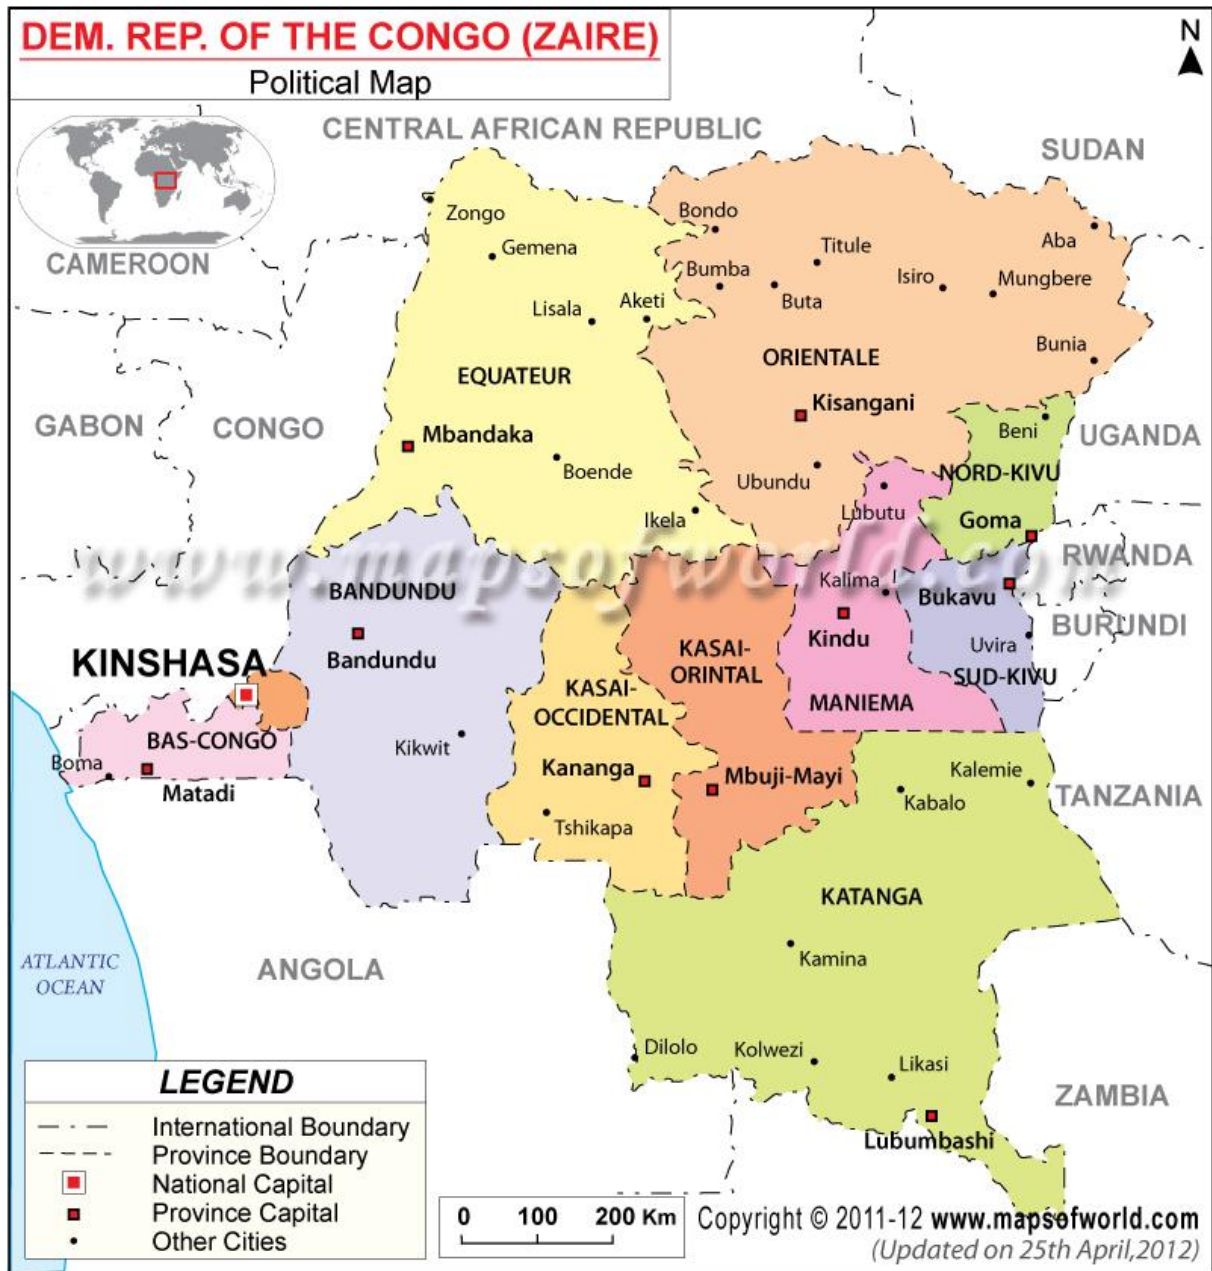 DEM. REP. OF THE CONGO (ZAIRE)
Political Map
N
CENTRAL AFRICAN REPUBLIC
SUDAN
CAMEROON
Zongo
Bondo
Aba
Gemena
Titule
Bumba
Isiro
Mungbere
Lisala
Aketi
Buta
Bunia
EQUATEUR
ORIENTALE
GABON
CONGO
Kisangani
Mbandaka
Beni
UGANDA
Boende
Ubundu
NORD-KIVU
Ikela
Lubutu
Goma
www.mapsofworld.com
RWANDA
BANDUNDU
Kalima
Bukavu
BURUNDI
Bandundu
Kindu
Uvira
KINSHASA
KASAI-
ORINTAL
SUD-KIVU
KASAI-
OCCIDENTAL
MANIEMA
BAS-CONGO
Kikwit
Boma
Matadi
Kananga
Mbuji-Mayi
Kalemie
Kabalo
TANZANIA
Tshikapa
KATANGA
ATLANTIC
OCEAN
ANGOLA
Kamina
Dilolo
Kolwezi
Likasi
ZAMBIA
Lubumbashi
LEGEND
International Boundary
Province Boundary
National Capital
Province Capital
Other Cities
0 100 200 Km
Copyright © 2011-12 www.mapsofworld.com
(Updated on 25th April,2012)